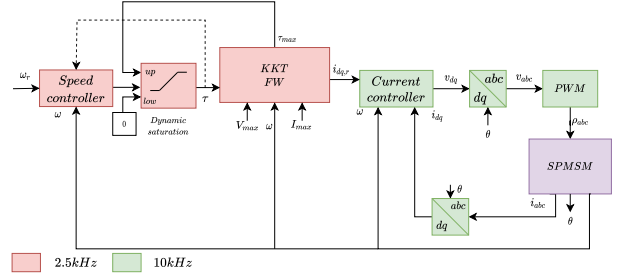 τ_max
ω_r
Speed
controller
up
low
τ
KKT
FW
i_dq,r
Current
controller
v_dq
abc
dq
v_abc
PWM
ω
0
Dynamic
saturation
V_max
ω
I_max
ω
i_dq
θ
ρ_abc
SPMSM
θ
abc
dq
i_abc
θ
2.5kHz
10kHz